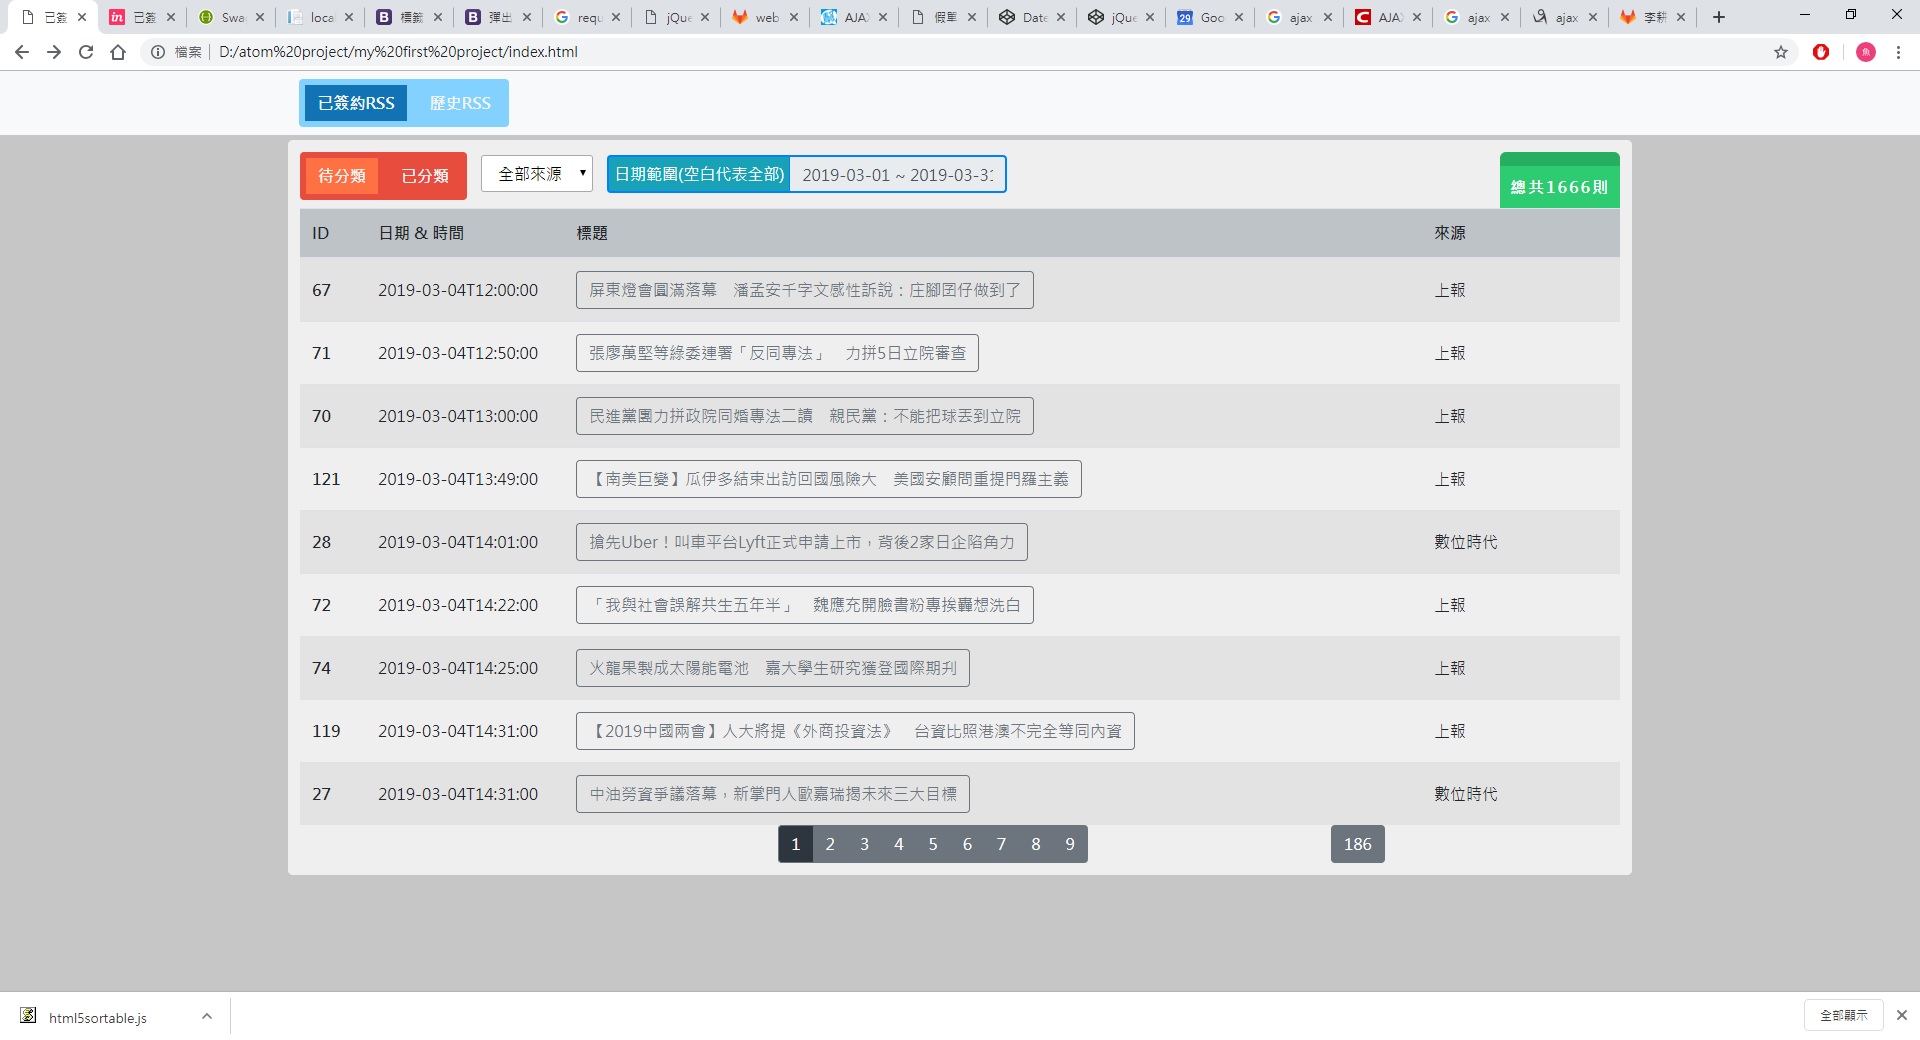 已簽 已簽 Swa local 標籤 彈出 requ jQue web AJAX 假單 Date jQue Goo ajax AJAX ajax ajax 李耕
檔案 D:/atom%20project/my%20first%20project/index.html
已簽約RSS 歷史RSS
待分類 已分類 全部來源 日期範圍(空白代表全部) 2019-03-01 ~ 2019-03-31 總共1666則
ID 日期 & 時間 標題 來源
67 2019-03-04T12:00:00 屏東燈會圓滿落幕 潘孟安千字文感性訴說：庄腳囝仔做到了 上報
71 2019-03-04T12:50:00 張廖萬堅等綠委連署「反同專法」 力拼5日立院審查 上報
70 2019-03-04T13:00:00 民進黨團力拼政院同婚專法二讀 親民黨：不能把球丟到立院 上報
121 2019-03-04T13:49:00 【南美巨變】瓜伊多結束出訪回國風險大 美國安顧問重提門羅主義 上報
28 2019-03-04T14:01:00 搶先Uber！叫車平台Lyft正式申請上市，背後2家日企陷角力 數位時代
72 2019-03-04T14:22:00 「我與社會誤解共生五年半」 魏應充開臉書粉專挨轟想洗白 上報
74 2019-03-04T14:25:00 火龍果製成太陽能電池 嘉大學生研究獲登國際期刊 上報
119 2019-03-04T14:31:00 【2019中國兩會】人大將提《外商投資法》 台資比照港澳不完全等同內資 上報
27 2019-03-04T14:31:00 中油勞資爭議落幕，新掌門人歐嘉瑞揭未來三大目標 數位時代
1 2 3 4 5 6 7 8 9 186
html5sortable.js 全部顯示